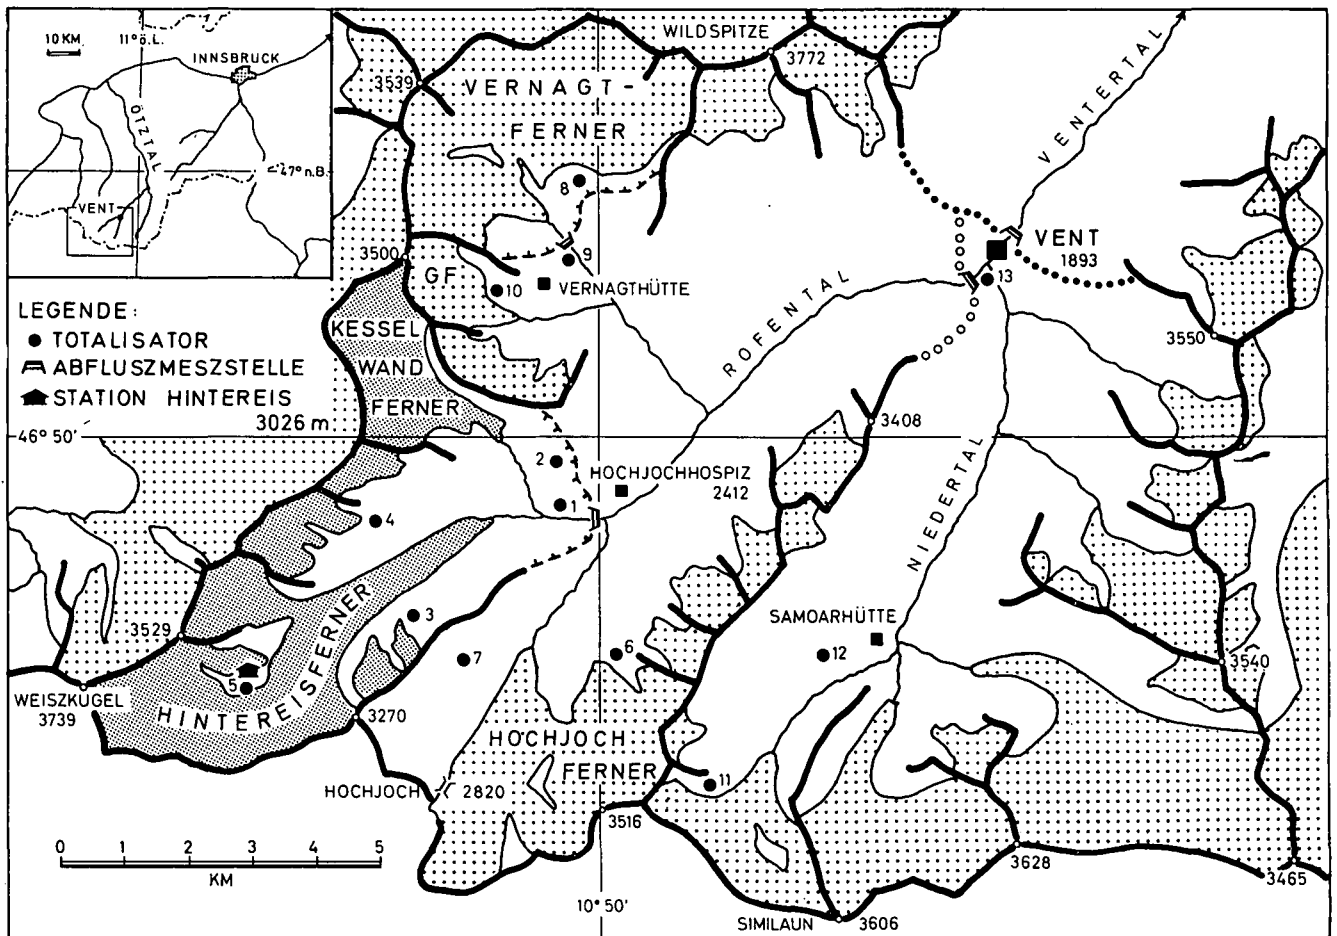 10 KM.
11° ö.L.
INNSBRUCK
ÖTZTAL
47° n.B.
VENT
LEGENDE:
TOTALISATOR
ABFLUSZMESZSTELLE
STATION HINTEREIS
3026 m
46° 50'
WILDSPITZE
3772
3539
VERNAGT-
FERNER
8
9
10
3500
GF
VERNAGTHÜTTE
KESSEL
WAND
FERNER
VENTERTAL
VENT
1893
13
ROFENTAL
3550
3408
2
1
HOCHJOCHHOSPIZ
2412
4
NIEDERTAL
3
7
6
SAMOARHÜTTE
12
3529
5
HINTEREISFERNER
WEISZKUGEL
3739
3270
3540
HOCHJOCH
FERNER
11
HOCHJOCH
2820
3516
0 1 2 3 4 5
KM
10° 50'
SIMILAUN
3606
3628
3465